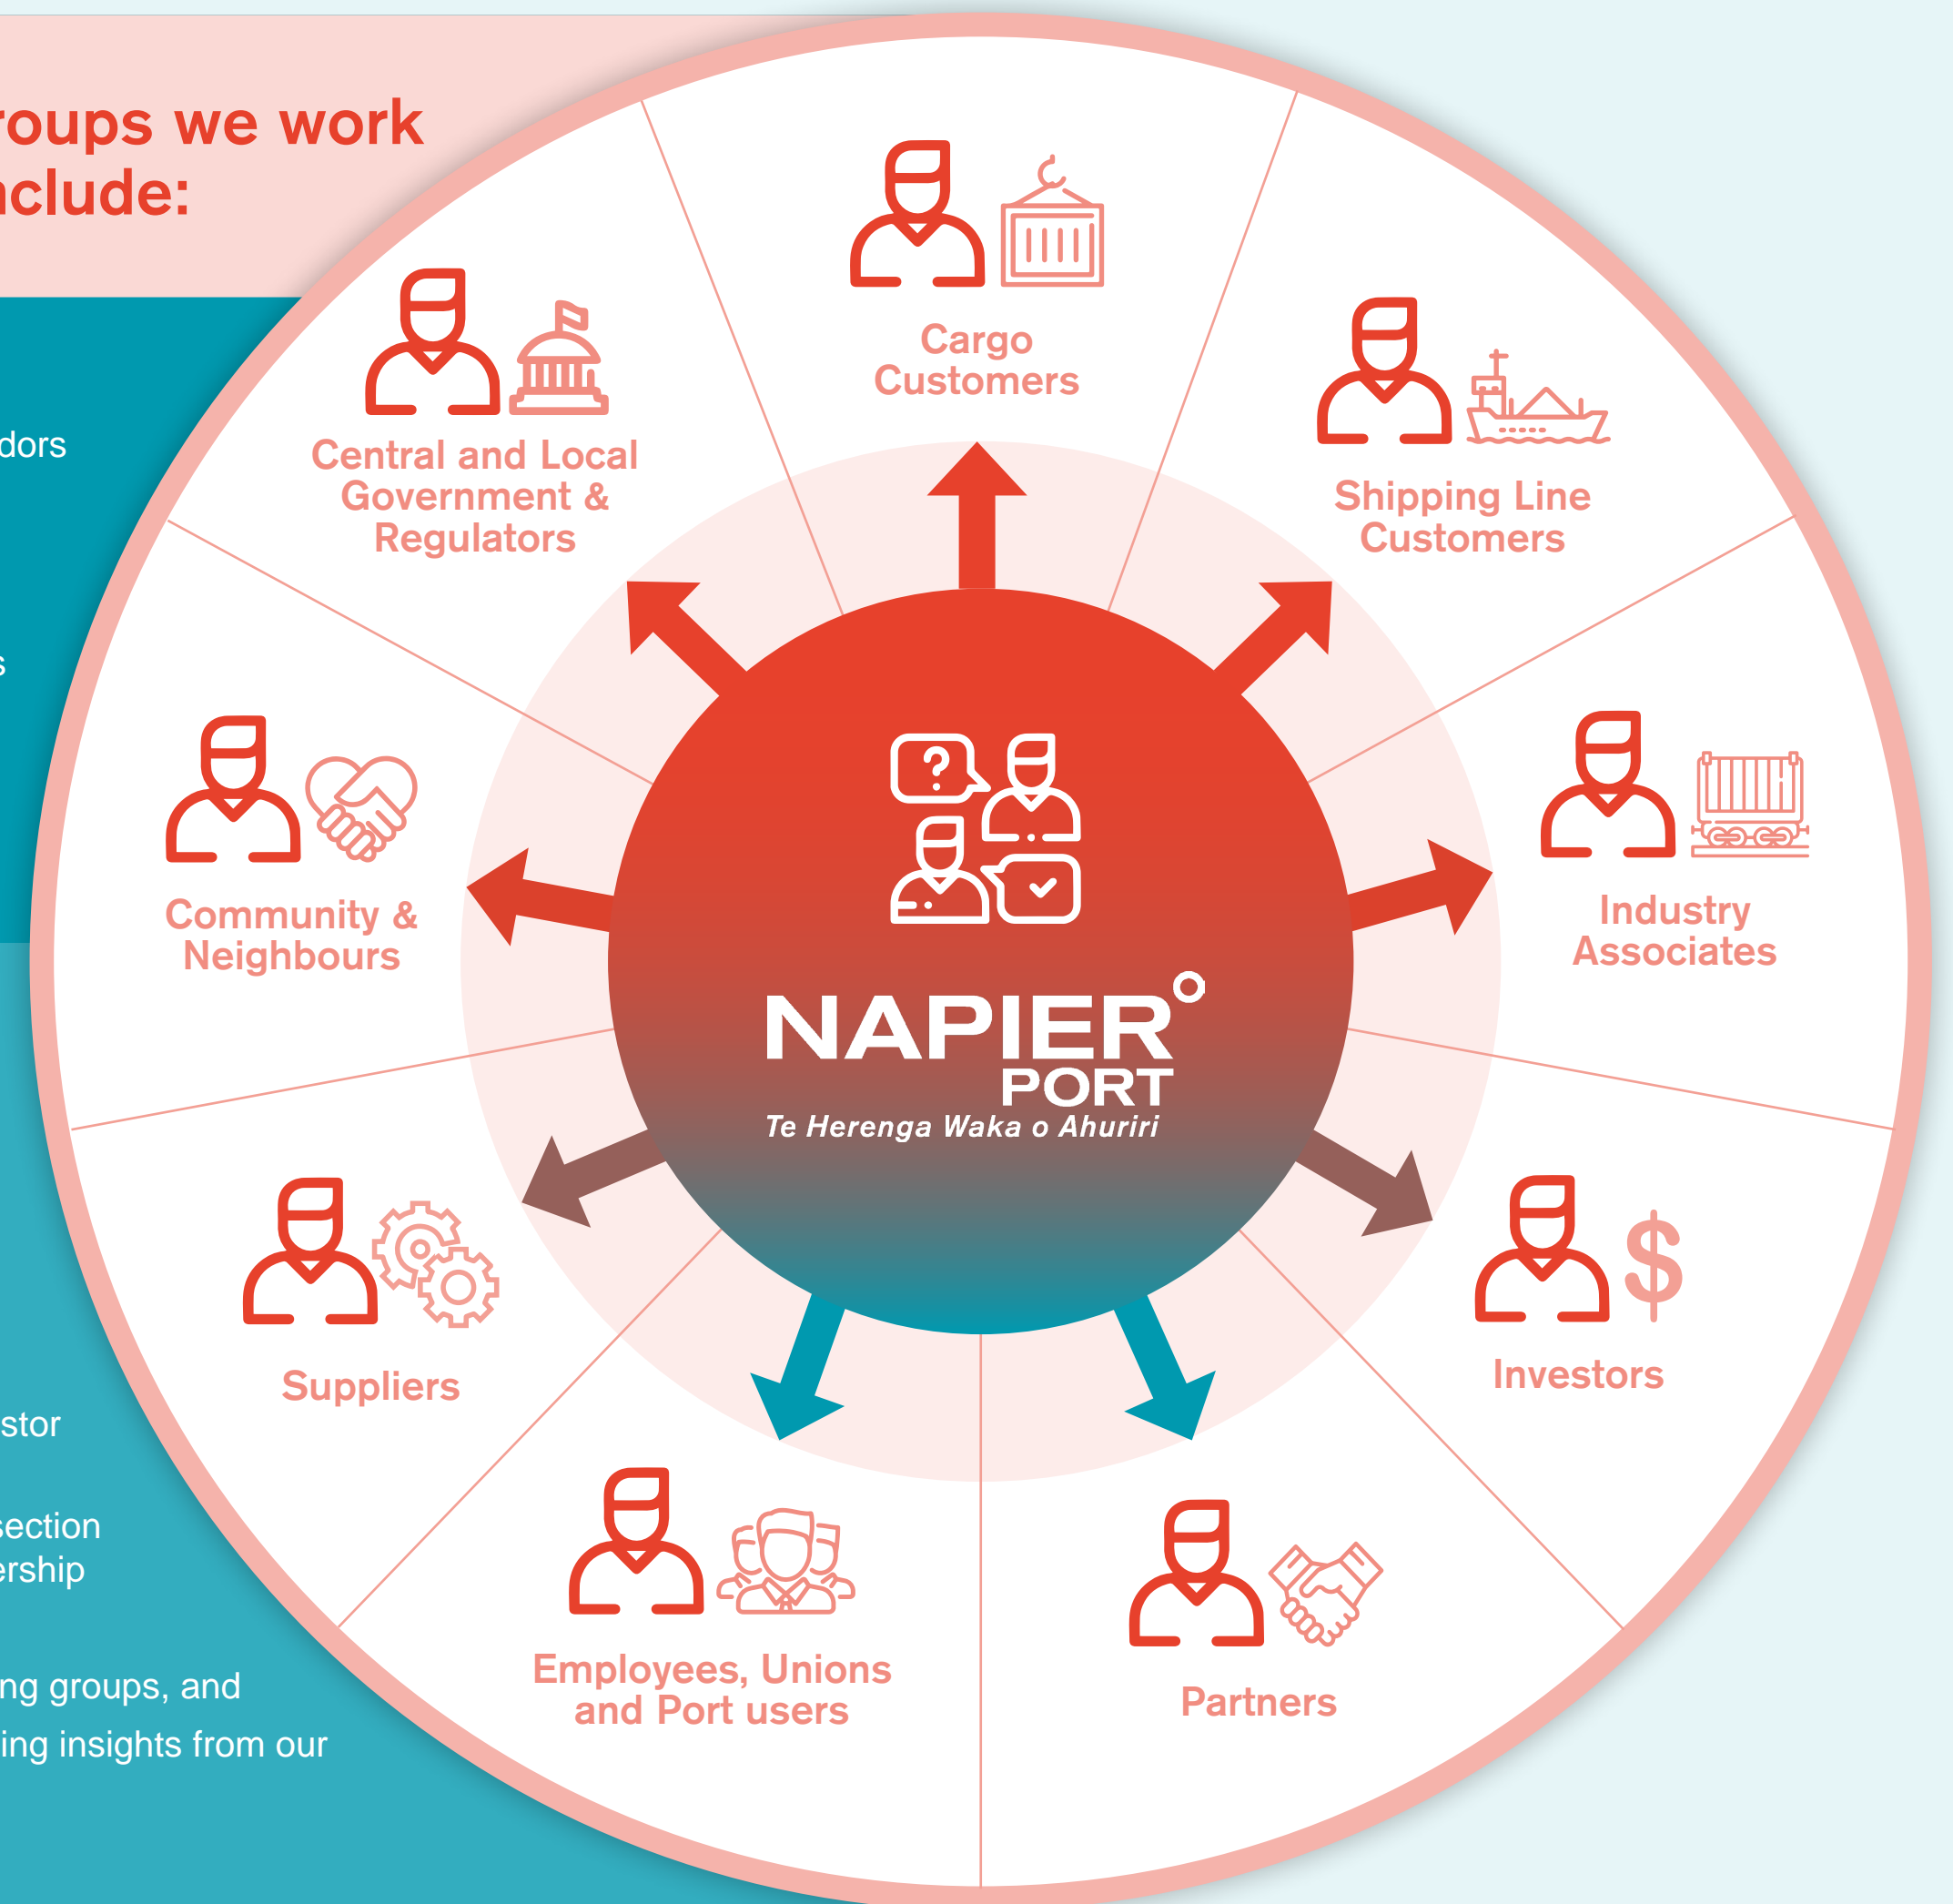 roups we work
nclude:
dors
s
stor
section
ership
ng groups, and
ing insights from our
Cargo
Customers
Shipping Line
Customers
Industry
Associates
Investors
Partners
Employees, Unions
and Port users
Suppliers
Community &
Neighbours
Central and Local
Government &
Regulators
NAPIER
PORT
Te Herenga Waka o Ahuriri